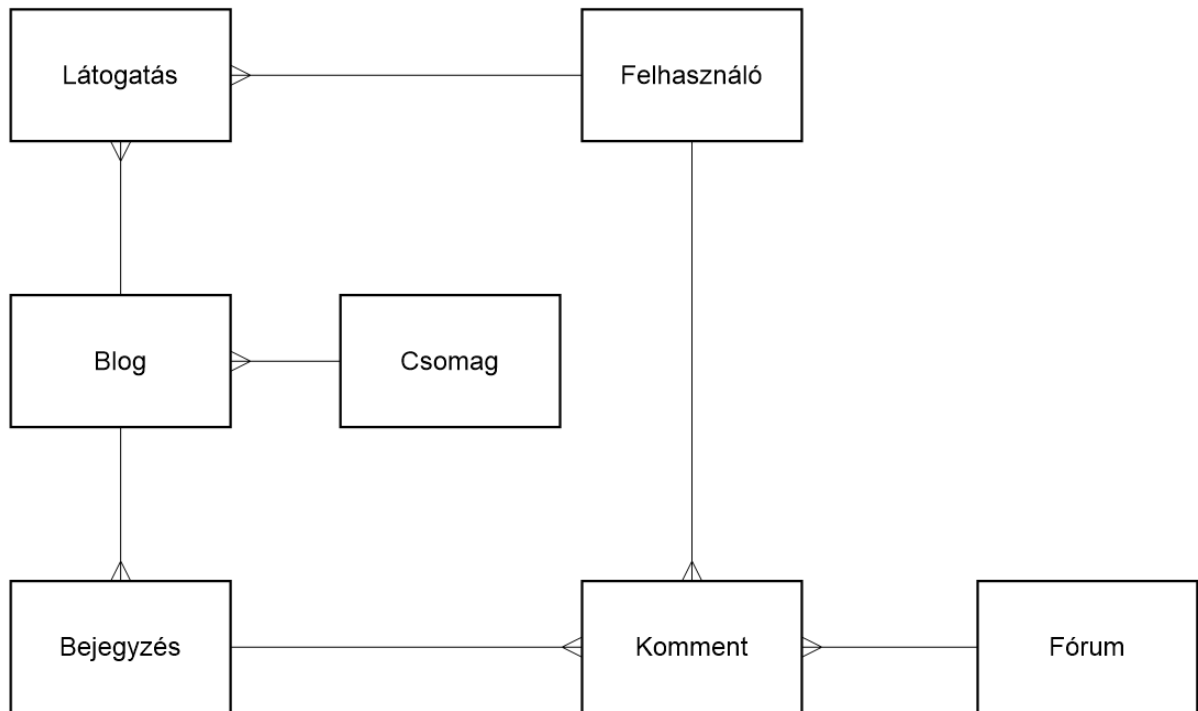 Látogatás
Felhasználó
Blog
Csomag
Bejegyzés
Komment
Fórum